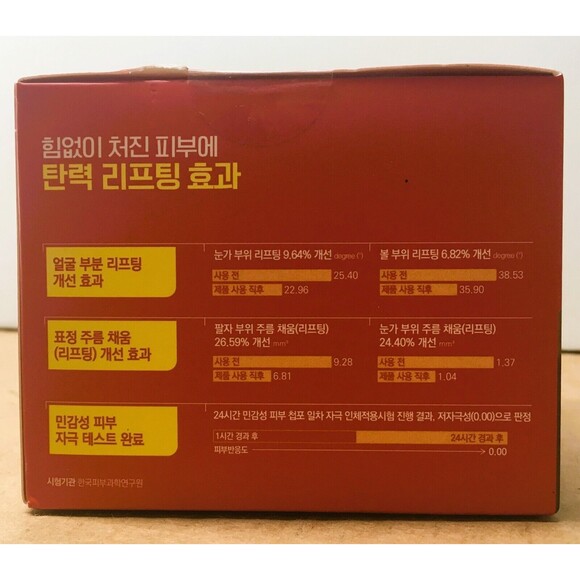 힘없이 처진 피부에
탄력 리프팅 효과
얼굴 부분 리프팅
개선 효과
눈가 부위 리프팅 9.64% 개선 degree (°)
사용 전 25.40
제품 사용 직후 22.96
볼 부위 리프팅 6.82% 개선 degree (°)
사용 전 38.53
제품 사용 직후 35.90
표정 주름 채움
(리프팅) 개선 효과
팔자 부위 주름 채움(리프팅)
26.59% 개선 mm³
사용 전 9.28
제품 사용 직후 6.81
눈가 부위 주름 채움(리프팅)
24.40% 개선 mm³
사용 전 1.37
제품 사용 직후 1.04
민감성 피부
자극 테스트 완료
24시간 민감성 피부 첩포 일차 자극 인체적용시험 진행 결과, 저자극성(0.00)으로 판정
1시간 경과 후 24시간 경과 후
피부반응도 0.00
시험기관 한국피부과학연구원